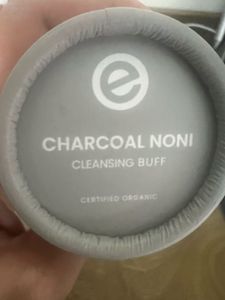 e
CHARCOAL NONI
CLEANSING BUFF
CERTIFIED ORGANIC